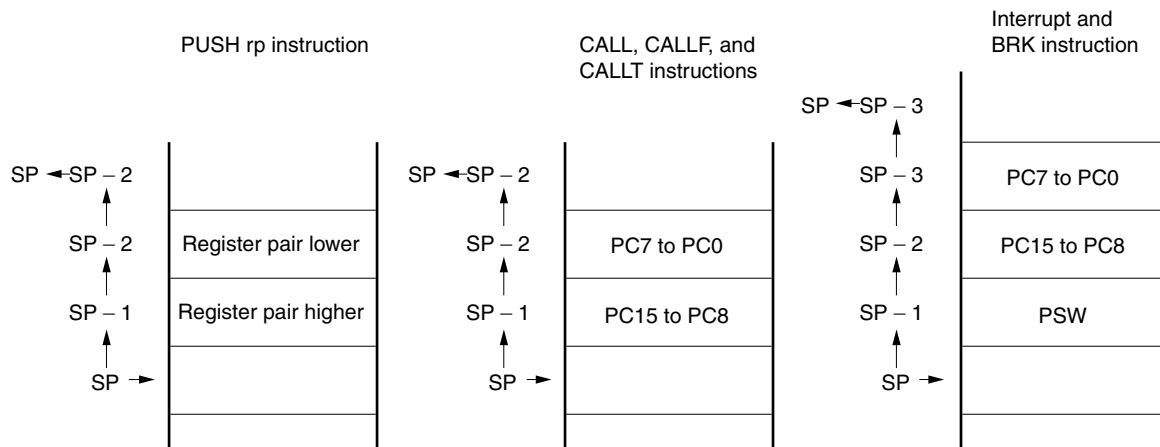 PUSH rp instruction
SP
SP – 2
SP – 2
SP – 1
SP
Register pair lower
Register pair higher
CALL, CALLF, and
CALLT instructions
SP
SP – 2
SP – 2
SP – 1
SP
PC7 to PC0
PC15 to PC8
Interrupt and
BRK instruction
SP
SP – 3
SP – 3
SP – 2
SP – 1
SP
PC7 to PC0
PC15 to PC8
PSW